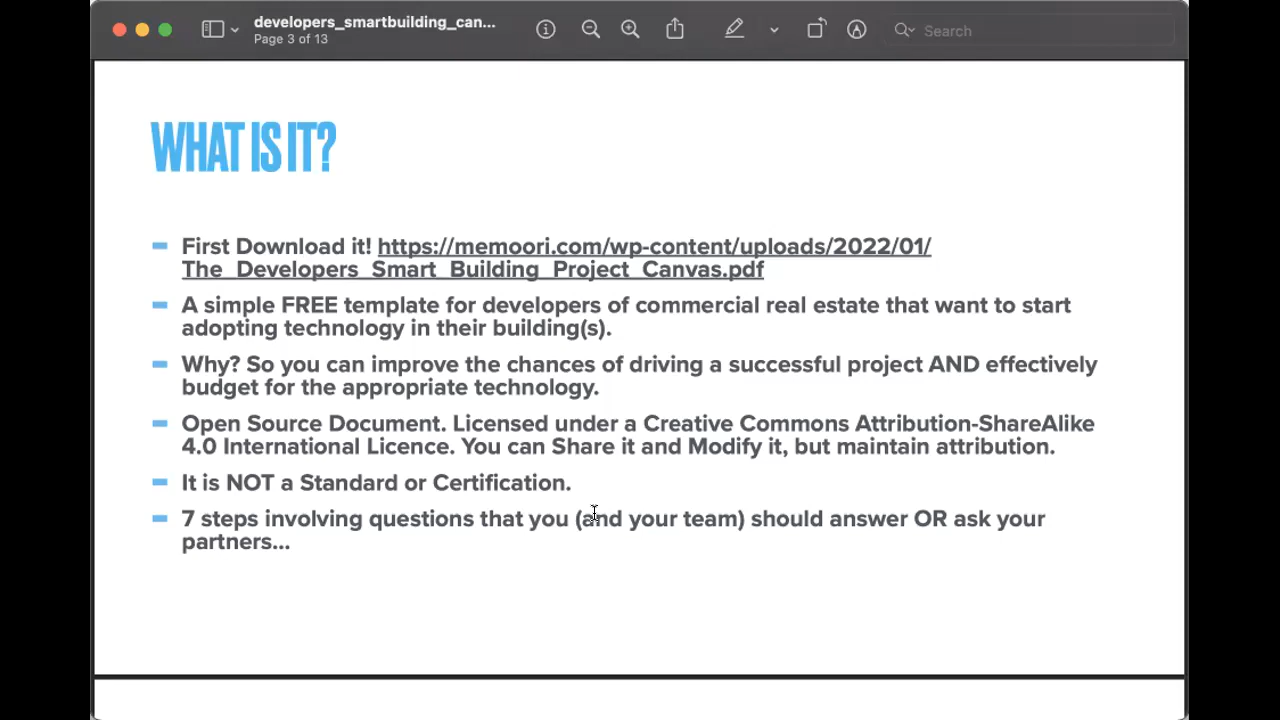 developers_smartbuilding_can...
Page 3 of 13
Search
WHAT IS IT?
First Download it! https://memoori.com/wp-content/uploads/2022/01/
The_Developers_Smart_Building_Project_Canvas.pdf
A simple FREE template for developers of commercial real estate that want to start
adopting technology in their building(s).
Why? So you can improve the chances of driving a successful project AND effectively
budget for the appropriate technology.
Open Source Document. Licensed under a Creative Commons Attribution-ShareAlike
4.0 International Licence. You can Share it and Modify it, but maintain attribution.
It is NOT a Standard or Certification.
7 steps involving questions that you (and your team) should answer OR ask your
partners...